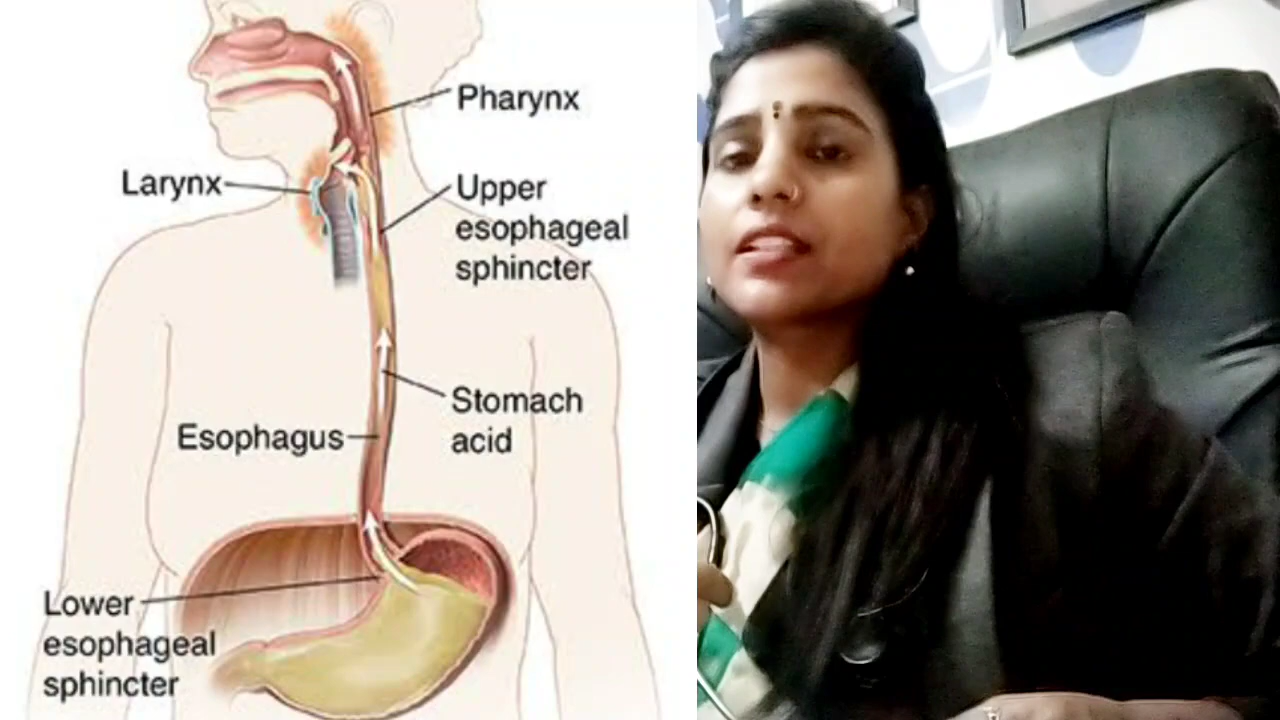 Pharynx
Larynx
Upper
esophageal
sphincter
Stomach
acid
Esophagus
Lower
esophageal
sphincter